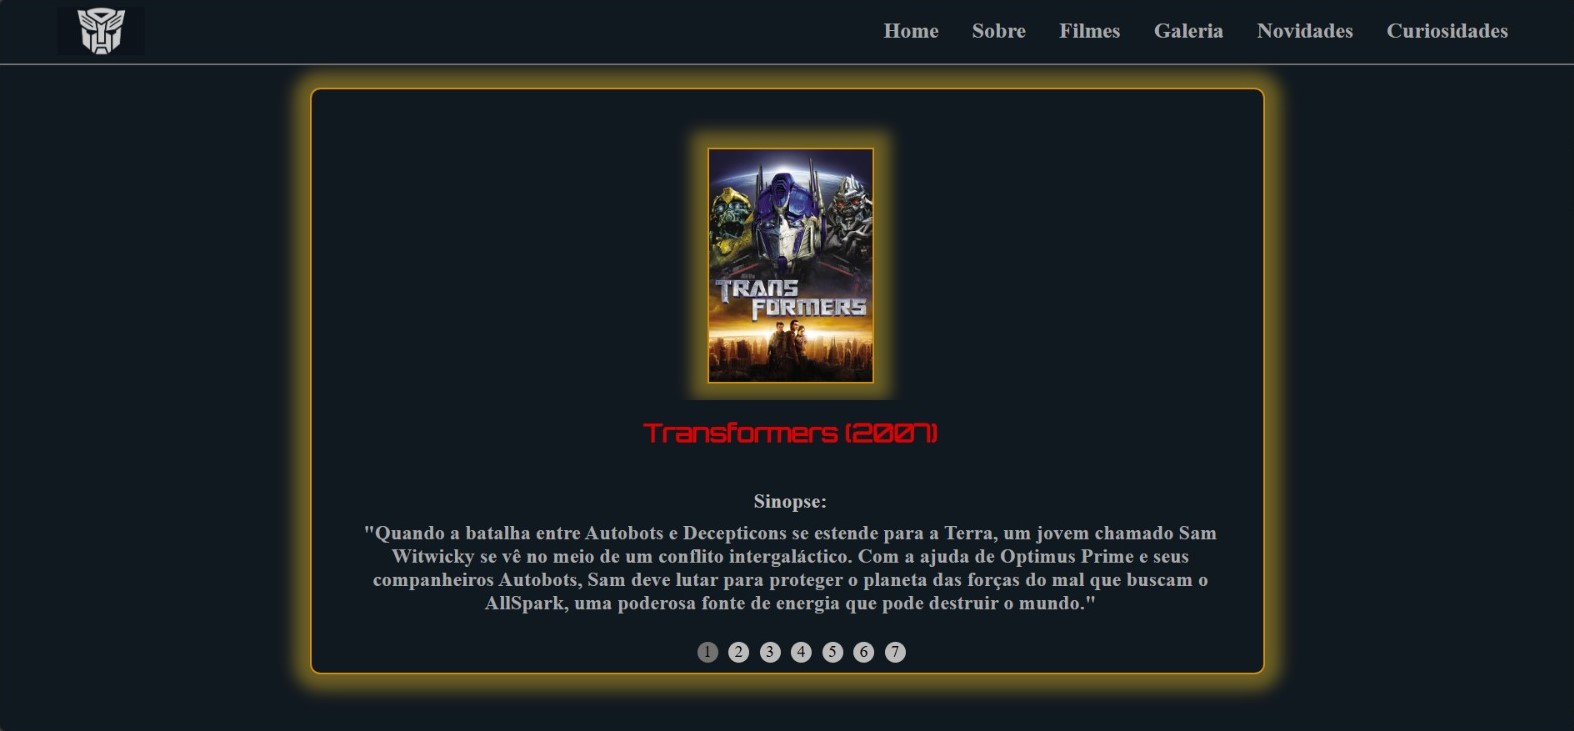 Home Sobre Filmes Galeria Novidades Curiosidades
TRANS
FORMERS
Transformers (2007)
Sinopse:
"Quando a batalha entre Autobots e Decepticons se estende para a Terra, um jovem chamado Sam
Witwicky se vê no meio de um conflito intergaláctico. Com a ajuda de Optimus Prime e seus
companheiros Autobots, Sam deve lutar para proteger o planeta das forças do mal que buscam o
AllSpark, uma poderosa fonte de energia que pode destruir o mundo."
1 2 3 4 5 6 7